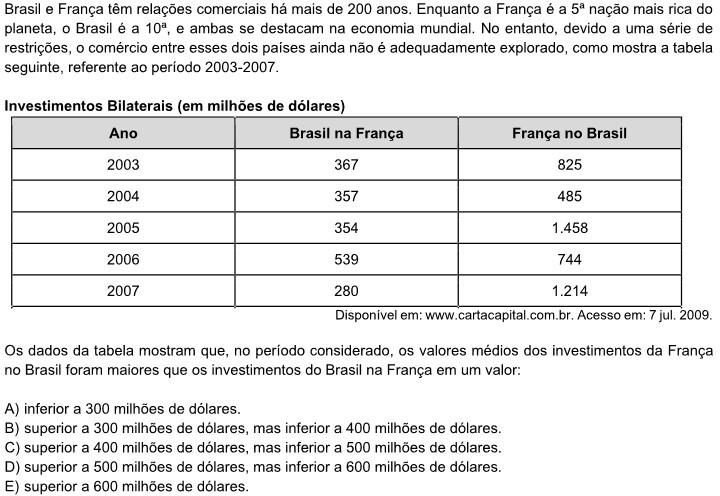 Brasil e França têm relações comerciais há mais de 200 anos. Enquanto a França é a 5ª nação mais rica do
planeta, o Brasil é a 10ª, e ambas se destacam na economia mundial. No entanto, devido a uma série de
restrições, o comércio entre esses dois países ainda não é adequadamente explorado, como mostra a tabela
seguinte, referente ao período 2003-2007.
Investimentos Bilaterais (em milhões de dólares)
Ano Brasil na França França no Brasil
2003 367 825
2004 357 485
2005 354 1.458
2006 539 744
2007 280 1.214
Disponível em: www.cartacapital.com.br. Acesso em: 7 jul. 2009.
Os dados da tabela mostram que, no período considerado, os valores médios dos investimentos da França
no Brasil foram maiores que os investimentos do Brasil na França em um valor:
A) inferior a 300 milhões de dólares.
B) superior a 300 milhões de dólares, mas inferior a 400 milhões de dólares.
C) superior a 400 milhões de dólares, mas inferior a 500 milhões de dólares.
D) superior a 500 milhões de dólares, mas inferior a 600 milhões de dólares.
E) superior a 600 milhões de dólares.